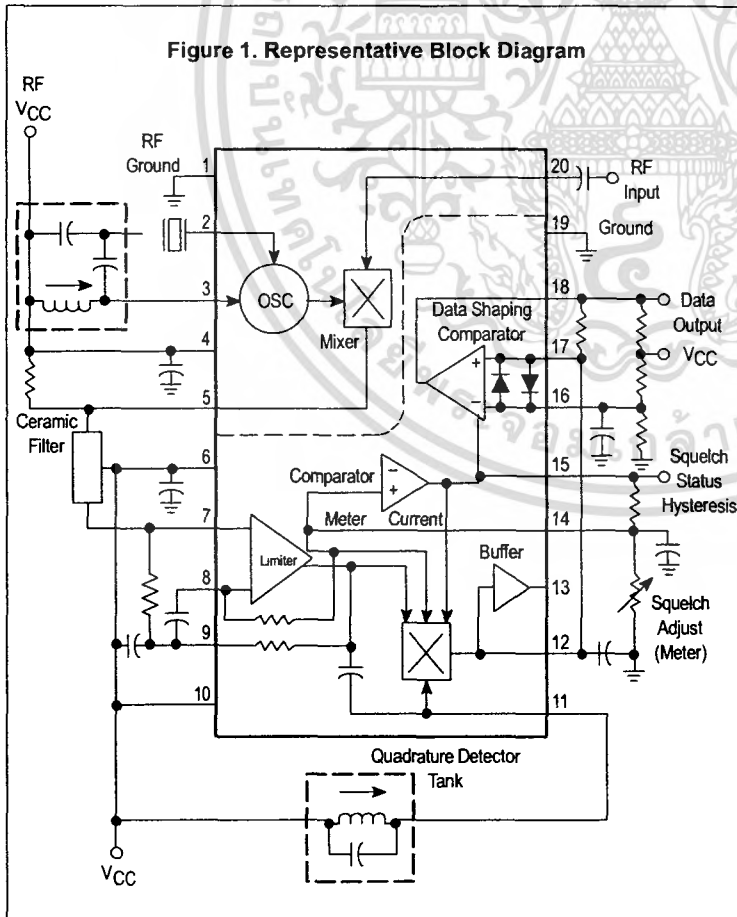 Figure 1. Representative Block Diagram
RF
VCC
RF
Ground
1
2
3
4
5
6
7
8
9
10
20
19
18
17
16
15
14
13
12
11
RF
Input
Ground
OSC
Mixer
Data Shaping
Comparator
+
−
Data
Output
VCC
Ceramic
Filter
Comparator
−
+
Meter
Current
Squelch
Status
Hysteresis
Limiter
Buffer
Squelch
Adjust
(Meter)
Quadrature Detector
Tank
VCC